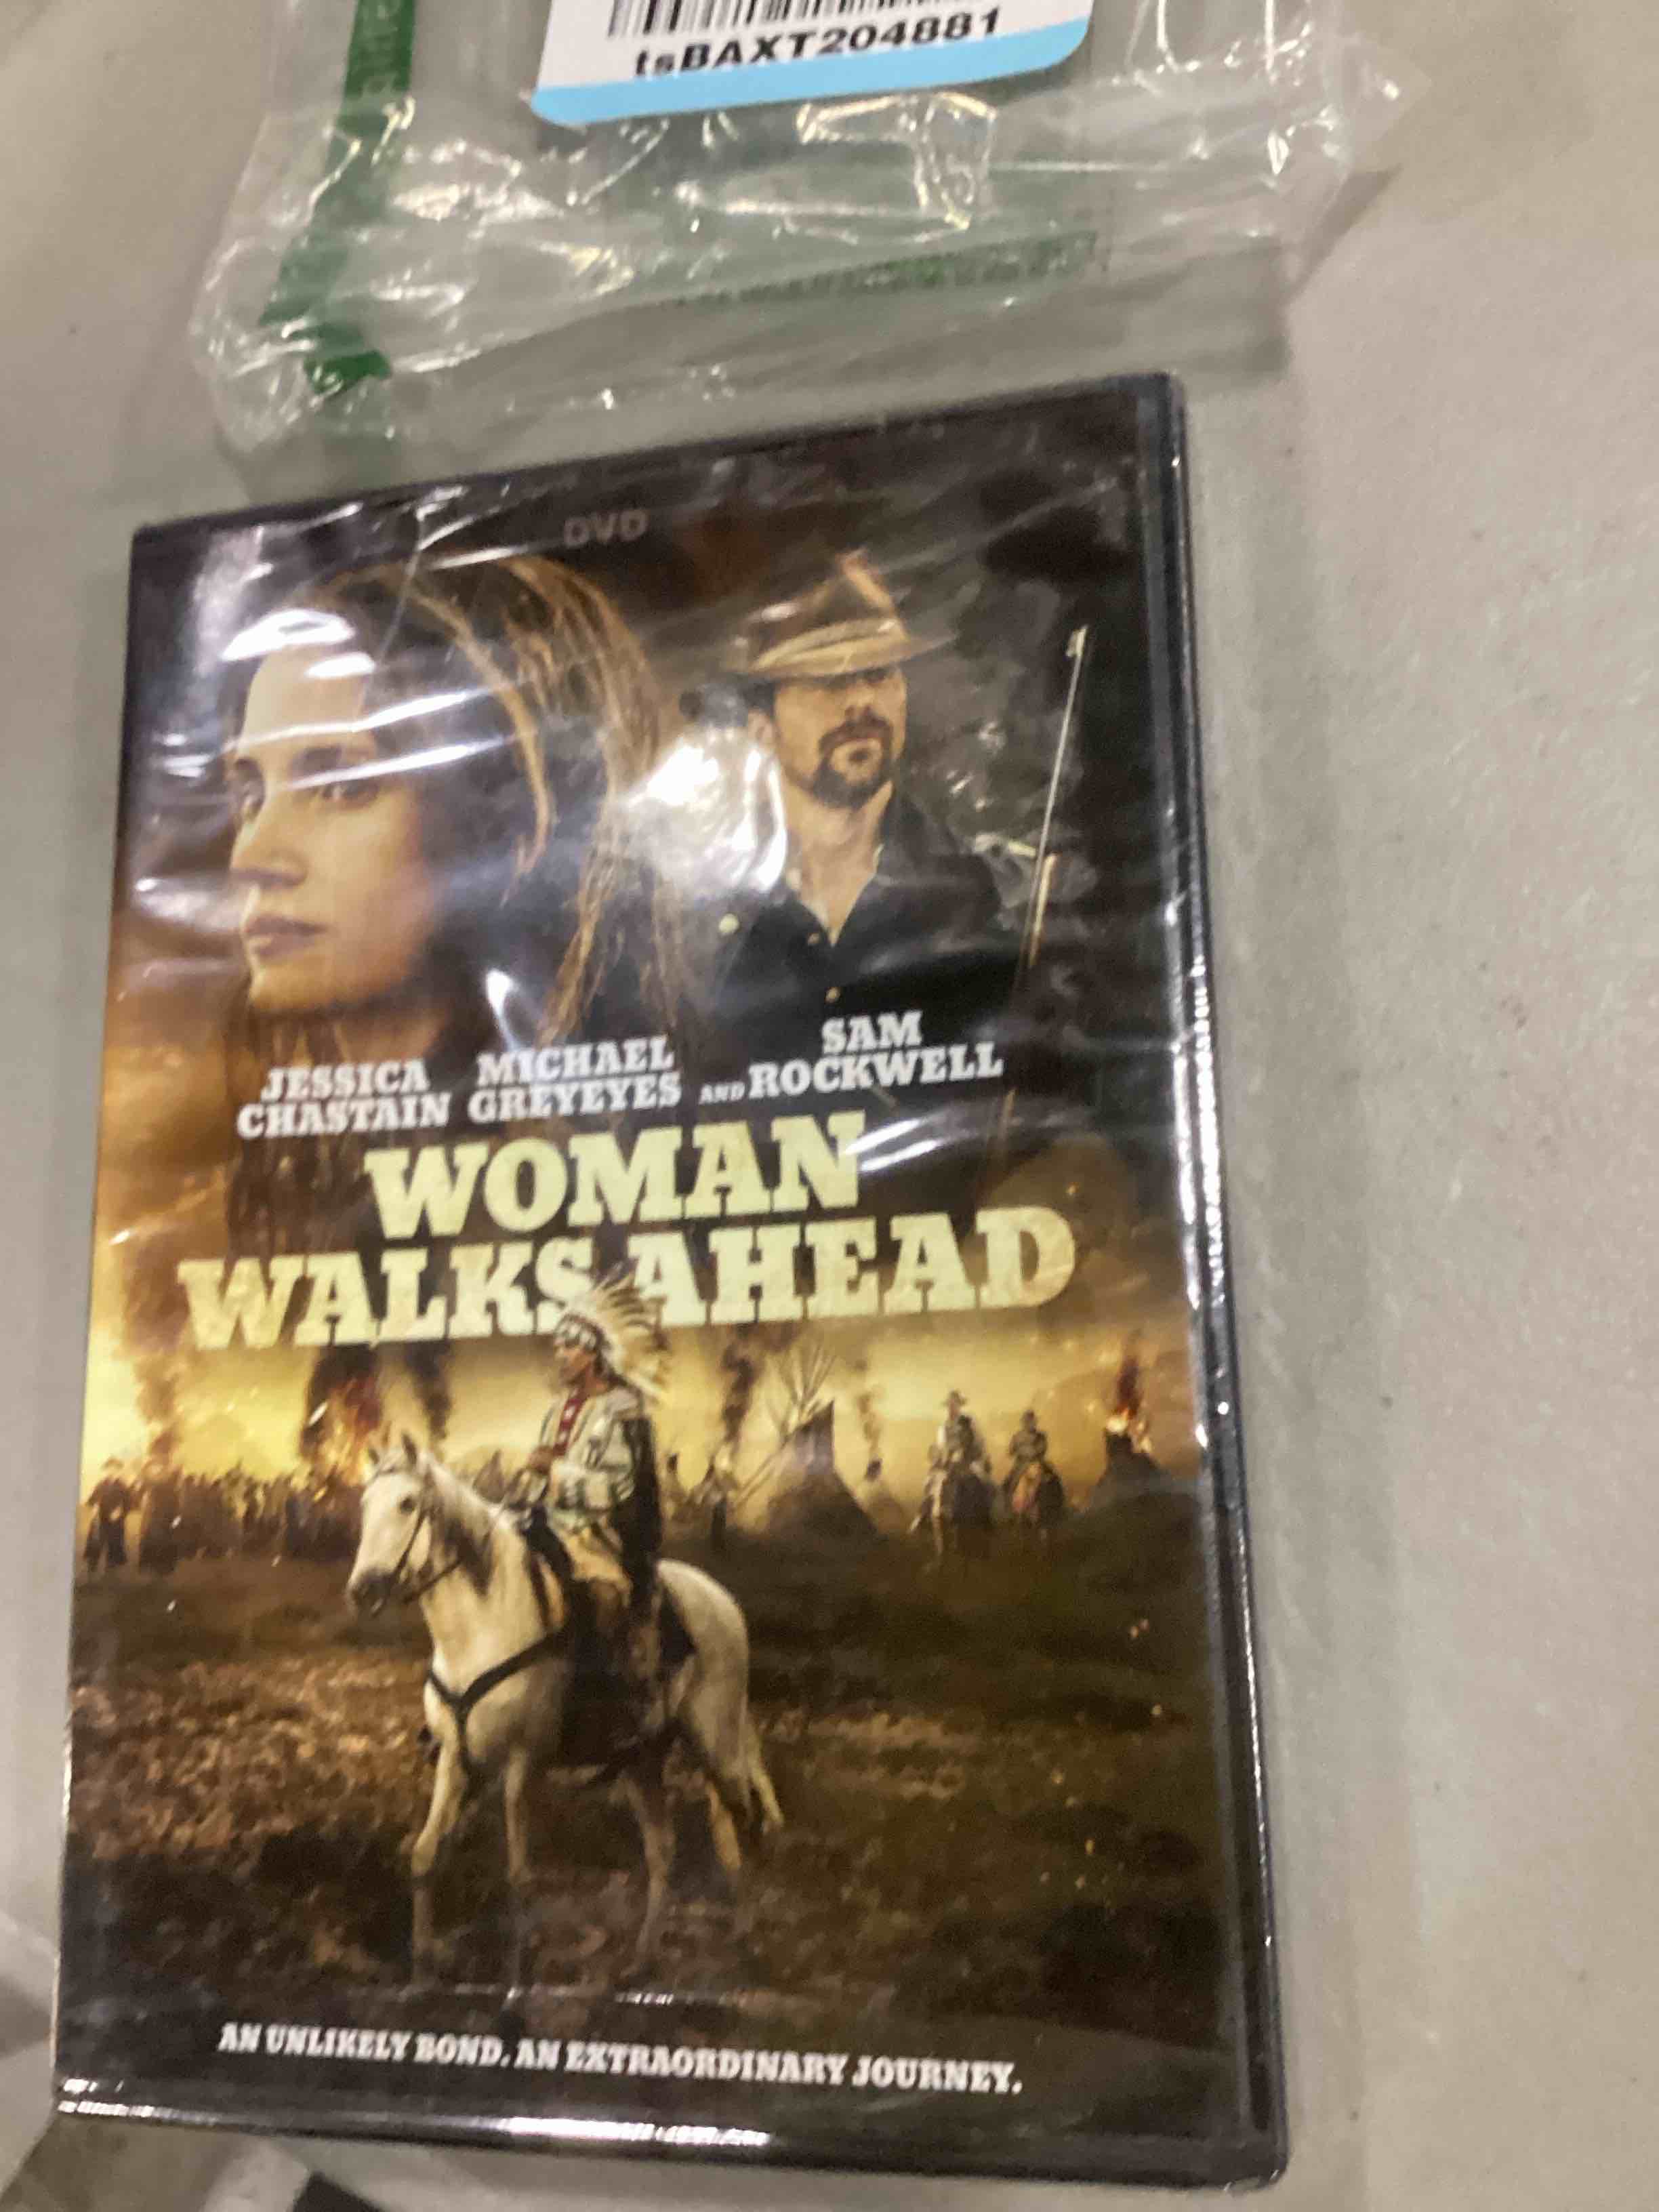 tsBAXT204881
DVD
JESSICA CHASTAIN
MICHAEL GREYEYES
AND SAM ROCKWELL
WOMAN
WALKS AHEAD
AN UNLIKELY BOND. AN EXTRAORDINARY JOURNEY.